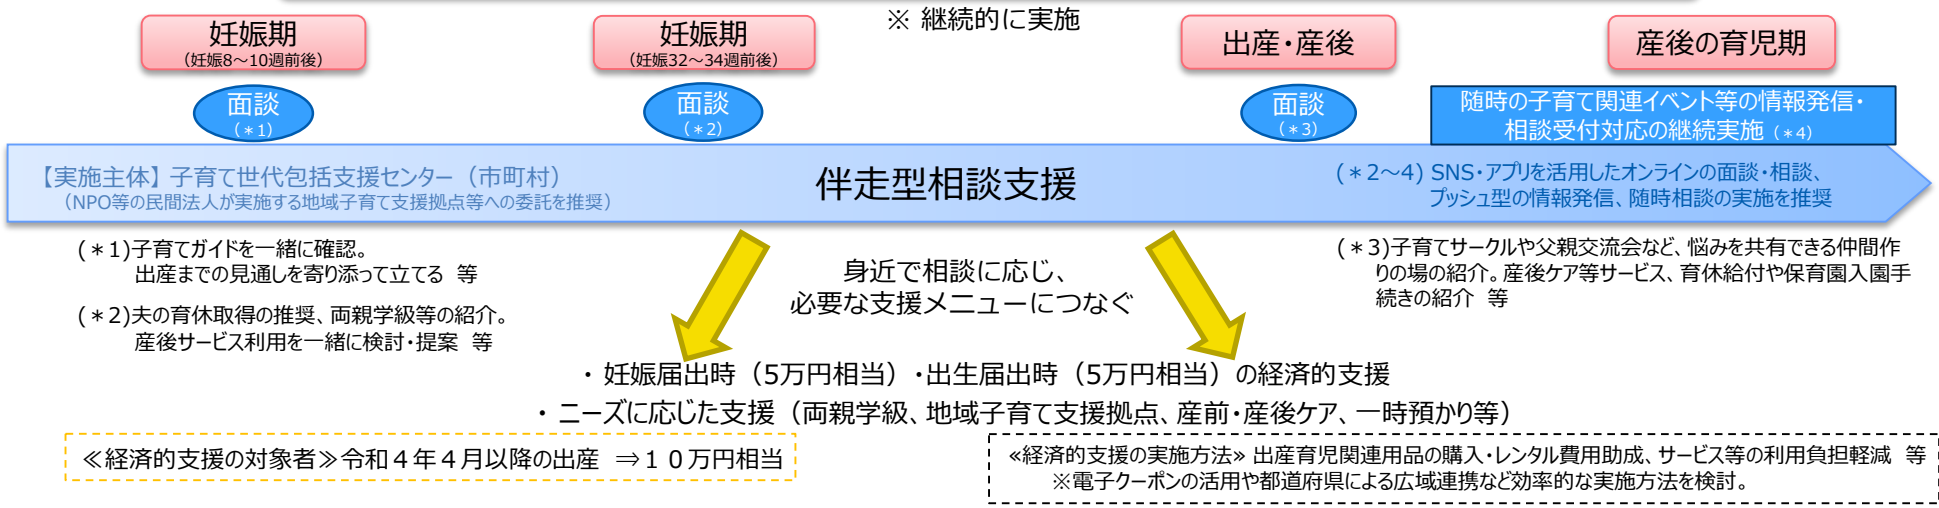 ※ 継続的に実施
妊娠期
（妊娠8～10週前後）
妊娠期
（妊娠32～34週前後）
出産・産後
産後の育児期
面談
（＊1）
面談
（＊2）
面談
（＊3）
随時の子育て関連イベント等の情報発信・
相談受付対応の継続実施（＊4）
【実施主体】子育て世代包括支援センター（市町村）
（NPO等の民間法人が実施する地域子育て支援拠点等への委託を推奨）
伴走型相談支援
(＊2～4) SNS・アプリを活用したオンラインの面談・相談、
プッシュ型の情報発信、随時相談の実施を推奨
(＊1)子育てガイドを一緒に確認。
出産までの見通しを寄り添って立てる 等
(＊2)夫の育休取得の推奨、両親学級等の紹介。
産後サービス利用を一緒に検討・提案 等
身近で相談に応じ、
必要な支援メニューにつなぐ
(＊3)子育てサークルや父親交流会など、悩みを共有できる仲間作
りの場の紹介。産後ケア等サービス、育休給付や保育園入園手
続きの紹介 等
・ 妊娠届出時（5万円相当）・出生届出時（5万円相当）の経済的支援
・ ニーズに応じた支援（両親学級、地域子育て支援拠点、産前・産後ケア、一時預かり等）
≪経済的支援の対象者≫令和４年４月以降の出産 ⇒１０万円相当
≪経済的支援の実施方法≫ 出産育児関連用品の購入・レンタル費用助成、サービス等の利用負担軽減 等
※電子クーポンの活用や都道府県による広域連携など効率的な実施方法を検討。